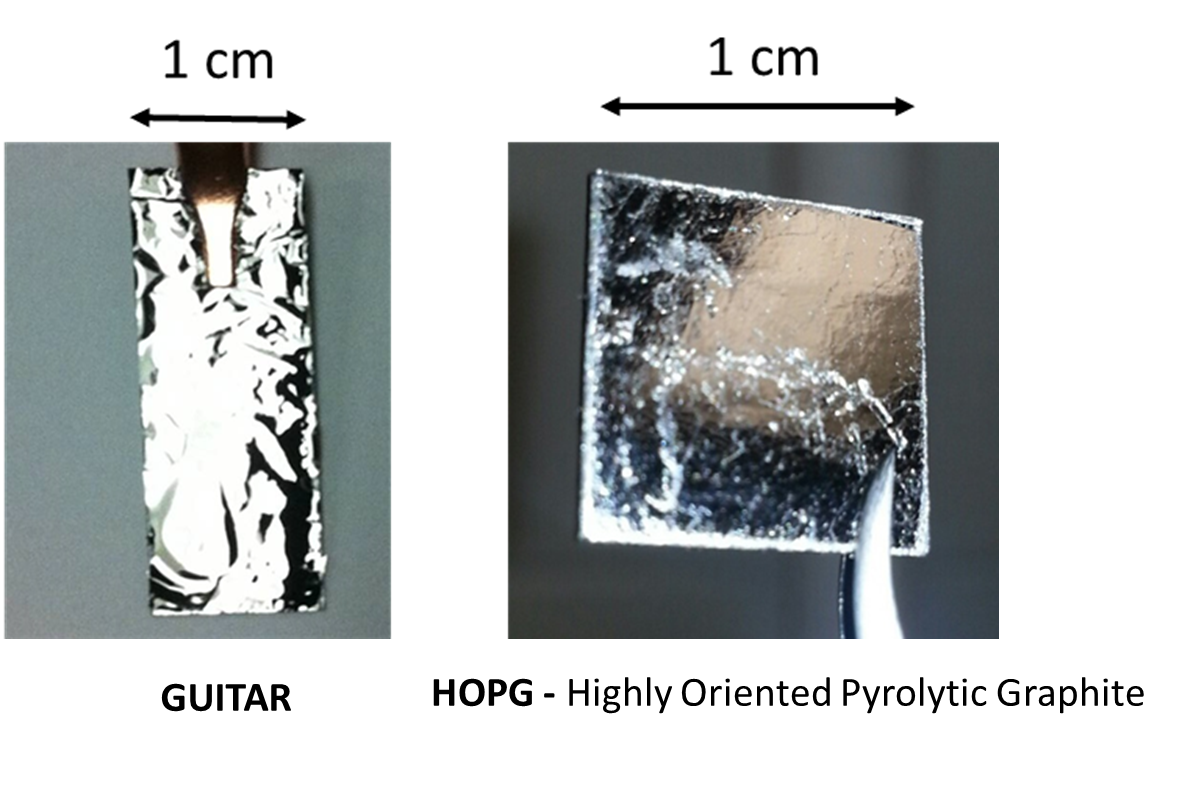 1 cm
1 cm
GUITAR
HOPG - Highly Oriented Pyrolytic Graphite